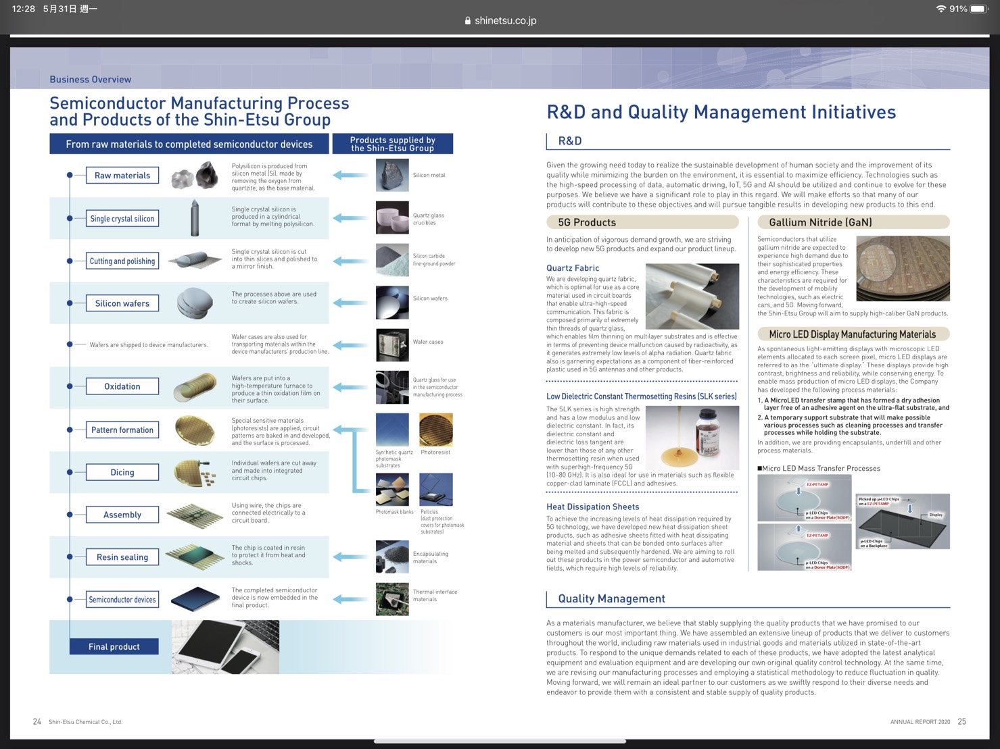 12:28 5月31日 週一
91%
shinetsu.co.jp
Business Overview
Semiconductor Manufacturing Process
and Products of the Shin-Etsu Group
From raw materials to completed semiconductor devices
Products supplied by
the Shin-Etsu Group
Raw materials
Polysilicon is produced from
silicon metal (Si), made by
removing the oxygen from
quartzite, as the base material.
Silicon metal
Single crystal silicon
Single crystal silicon is
produced in a cylindrical
format by melting polysilicon.
Quartz glass
crucibles
Cutting and polishing
Single crystal silicon is cut
into thin slices and polished to
a mirror finish.
Silicon carbide
fine-ground powder
Silicon wafers
The processes above are used
to create silicon wafers.
Silicon wafers
Wafers are shipped to device manufacturers.
Wafer cases are also used for
transporting materials within the
device manufacturers' production line.
Wafer cases
Oxidation
Wafers are put into a
high-temperature furnace to
produce a thin oxidation film on
their surface.
Quartz glass for use
in the semiconductor
manufacturing process
Pattern formation
Special sensitive materials
(photoresists) are applied, circuit
patterns are baked in and developed,
and the surface is processed.
Synthetic quartz
photomask
substrates
Photoresist
Dicing
Individual wafers are cut away
and made into integrated
circuit chips.
Photomask blanks
Pellicles
(dust protection
covers for photomask
substrates)
Assembly
Using wire, the chips are
connected electrically to a
circuit board.
Resin sealing
The chip is coated in resin
to protect it from heat and
shocks.
Encapsulating
materials
Semiconductor devices
The completed semiconductor
device is now embedded in the
final product.
Thermal interface
materials
Final product
24 Shin-Etsu Chemical Co., Ltd.
R&D and Quality Management Initiatives
R&D
Given the growing need today to realize the sustainable development of human society and the improvement of its
quality while minimizing the burden on the environment, it is essential to maximize efficiency. Technologies such as
the high-speed processing of data, automatic driving, IoT, 5G and AI should be utilized and continue to evolve for these
purposes. We believe we have a significant role to play in this regard. We will make efforts so that many of our
products will contribute to these objectives and will pursue tangible results in developing new products to this end.
5G Products
In anticipation of vigorous demand growth, we are striving
to develop new 5G products and expand our product lineup.
Quartz Fabric
We are developing quartz fabric,
which is optimal for use as a core
material used in circuit boards
that enable ultra-high-speed
communication. This fabric is
composed primarily of extremely
thin threads of quartz glass,
which enables film thinning on multilayer substrates and is effective
in terms of preventing device malfunction caused by radioactivity, as
it generates extremely low levels of alpha radiation. Quartz fabric
also is garnering expectations as a component of fiber-reinforced
plastic used in 5G antennas and other products.
Low Dielectric Constant Thermosetting Resins (SLK series)
The SLK series is high strength
and has a low modulus and low
dielectric constant. In fact, its
dielectric constant and
dielectric loss tangent are
lower than those of any other
thermosetting resin when used
with superhigh-frequency 5G
(10–80 GHz). It is also ideal for use in materials such as flexible
copper-clad laminate (FCCL) and adhesives.
Heat Dissipation Sheets
To achieve the increasing levels of heat dissipation required by
5G technology, we have developed new heat dissipation sheet
products, such as adhesive sheets fitted with heat dissipating
material and sheets that can be bonded onto surfaces after
being melted and subsequently hardened. We are aiming to roll
out these products in the power semiconductor and automotive
fields, which require high levels of reliability.
Gallium Nitride (GaN)
Semiconductors that utilize
gallium nitride are expected to
experience high demand due to
their sophisticated properties
and energy efficiency. These
characteristics are required for
the development of mobility
technologies, such as electric
cars, and 5G. Moving forward,
the Shin-Etsu Group will aim to supply high-caliber GaN products.
Micro LED Display Manufacturing Materials
As spontaneous light-emitting displays with microscopic LED
elements allocated to each screen pixel, micro LED displays are
referred to as the "ultimate display." These displays provide high
contrast, brightness and reliability, while conserving energy. To
enable mass production of micro LED displays, the Company
has developed the following process materials:
1. A MicroLED transfer stamp that has formed a dry adhesion
layer free of an adhesive agent on the ultra-flat substrate, and
2. A temporary support substrate that will make possible
various processes such as cleaning processes and transfer
processes while holding the substrate.
In addition, we are providing encapsulants, underfill and other
process materials.
■Micro LED Mass Transfer Processes
EZ-PETAMP
μ-LED Chips
on a Donor Plate(SQDP)
EZ-PETAMP
μ-LED Chips
on a Donor Plate(SQDP)
Picked up μ-LED Chips
on a EZ-PETAMP
Display
μ-LED Chips
on a Backplane
Quality Management
As a materials manufacturer, we believe that stably supplying the quality products that we have promised to our
customers is our most important thing. We have assembled an extensive lineup of products that we deliver to customers
throughout the world, including raw materials used in industrial goods and materials utilized in state-of-the-art
products. To respond to the unique demands related to each of these products, we have adopted the latest analytical
equipment and evaluation equipment and are developing our own original quality control technology. At the same time,
we are revising our manufacturing processes and employing a statistical methodology to reduce fluctuation in quality.
Moving forward, we will remain an ideal partner to our customers as we swiftly respond to their diverse needs and
endeavor to provide them with a consistent and stable supply of quality products.
ANNUAL REPORT 2020 25